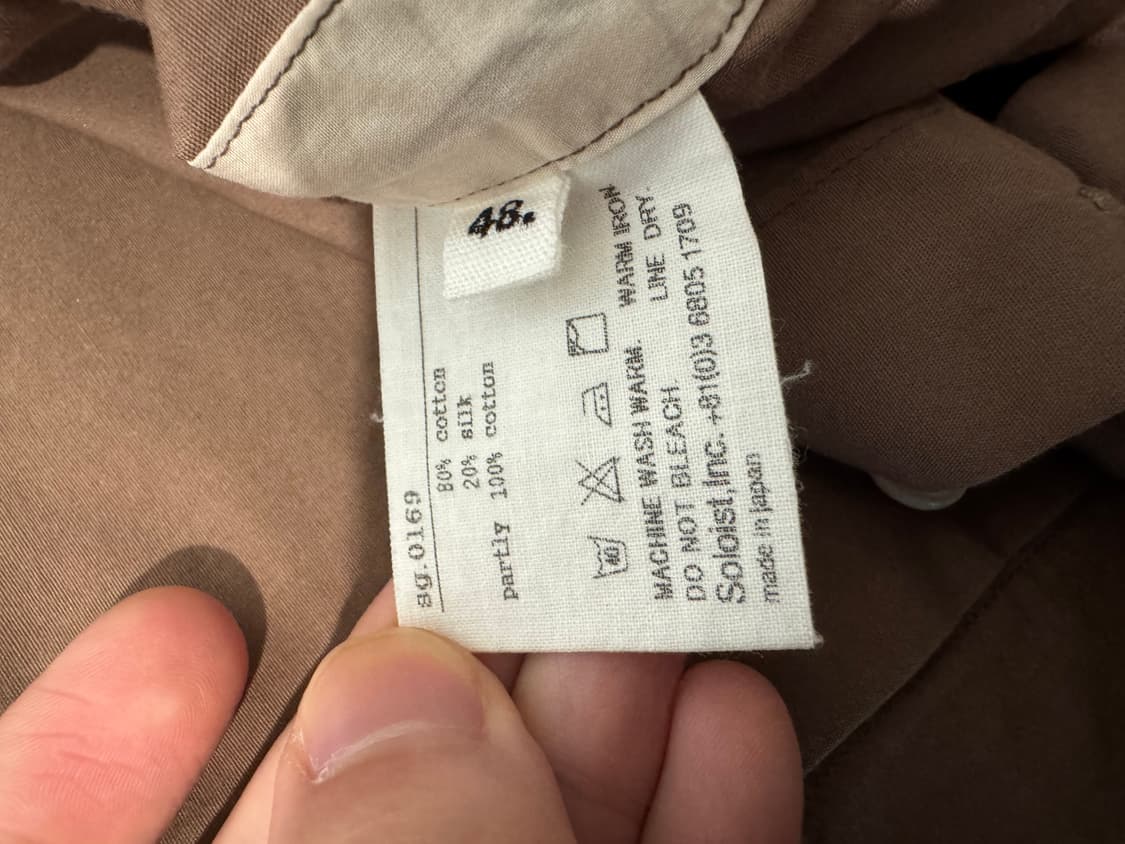 48.
sg.0169
80% cotton
20% silk
partly 100% cotton
40
MACHINE WASH WARM. WARM IRON
DO NOT BLEACH. LINE DRY.
Soloist,Inc. +81(0)3 6805 1709
made in japan